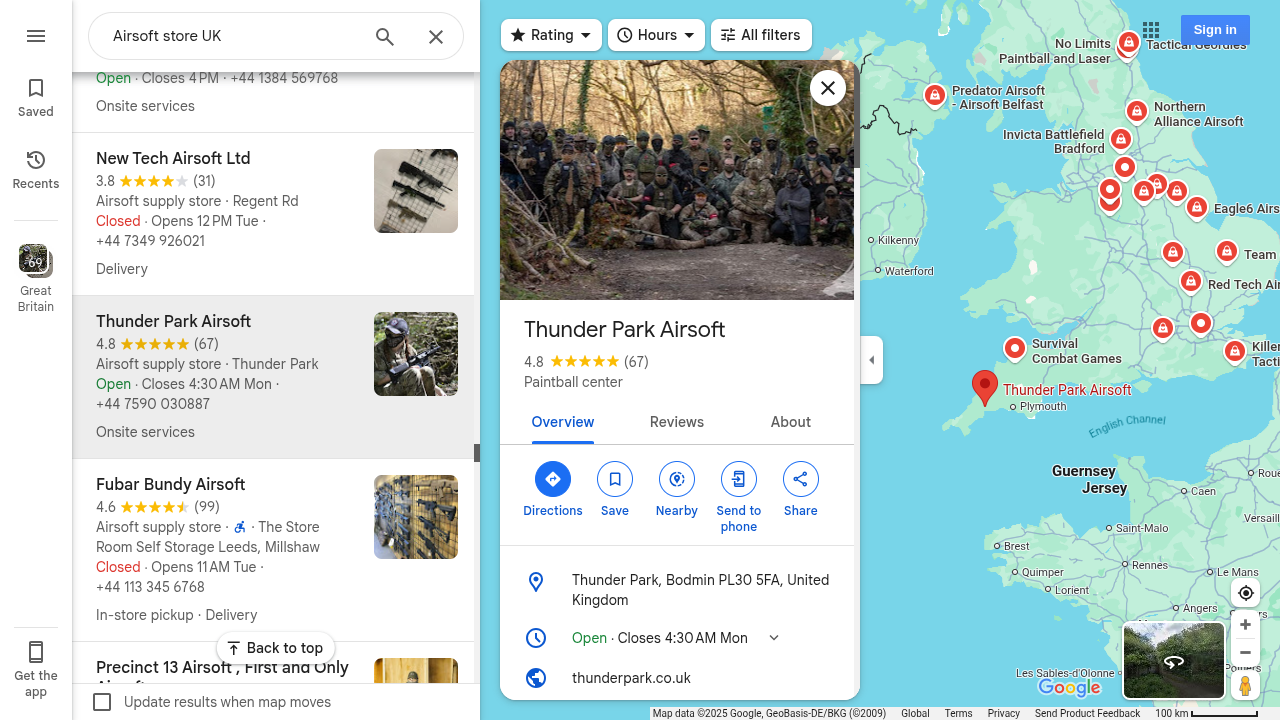 Airsoft store UK
Saved
Recents
69
Great
Britain
Get the
app
Open · Closes 4 PM · +44 1384 569768
Onsite services
New Tech Airsoft Ltd
3.8 (31)
Airsoft supply store · Regent Rd
Closed · Opens 12 PM Tue ·
+44 7349 926021
Delivery
Thunder Park Airsoft
4.8 (67)
Airsoft supply store · Thunder Park
Open · Closes 4:30 AM Mon ·
+44 7590 030887
Onsite services
Fubar Bundy Airsoft
4.6 (99)
Airsoft supply store · · The Store
Room Self Storage Leeds, Millshaw
Closed · Opens 11 AM Tue ·
+44 113 345 6768
In-store pickup · Delivery
Back to top
Precinct 13 Airsoft , First and Only
Update results when map moves
Rating
Hours
All filters
Thunder Park Airsoft
4.8 (67)
Paintball center
Overview
Reviews
About
Directions
Save
Nearby
Send to
phone
Share
Thunder Park, Bodmin PL30 5FA, United
Kingdom
Open · Closes 4:30 AM Mon
thunderpark.co.uk
Sign in
No Limits
Paintball and Laser
Tactical Geordies
Predator Airsoft
- Airsoft Belfast
Northern
Alliance Airsoft
Invicta Battlefield
Bradford
Eagle6 Airs
Kilkenny
Waterford
Team
Red Tech Air
Survival
Combat Games
Killer
Tacti
Thunder Park Airsoft
Plymouth
English Channel
Guernsey
Jersey
Roue
Caen
Versaill
Saint-Malo
Brest
Rennes
Quimper
Le Mans
Lorient
Angers
Les Sables-d'Olonne
Poitiers
Google
Map data ©2025 Google, GeoBasis-DE/BKG (©2009)
Global
Terms
Privacy
Send Product Feedback
100 km